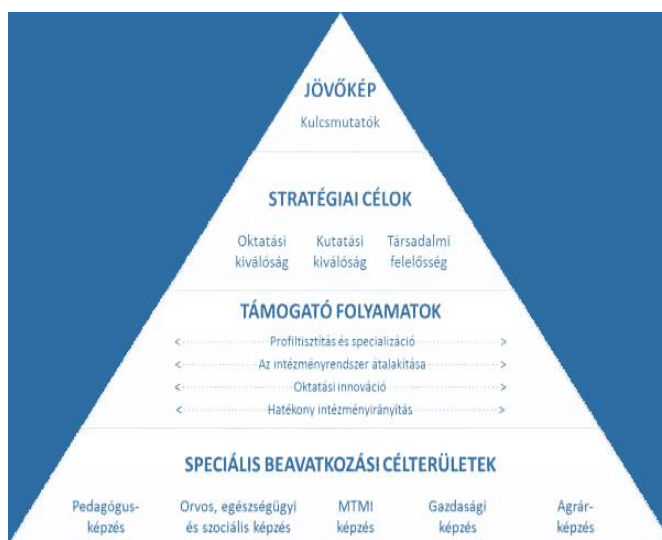 JÖVŐKÉP
Kulcsmutatók
STRATÉGIAI CÉLOK
Oktatási kiválóság
Kutatási kiválóság
Társadalmi felelősség
TÁMOGATÓ FOLYAMATOK
Profiltisztítás és specializáció
Az intézményrendszer átalakítása
Oktatási innováció
Hatékony intézményirányítás
SPECIÁLIS BEAVATKOZÁSI CÉLTERÜLETEK
Pedagógus-
képzés
Orvos, egészségügyi
és szociális képzés
MTMI
képzés
Gazdasági
képzés
Agrár-
képzés